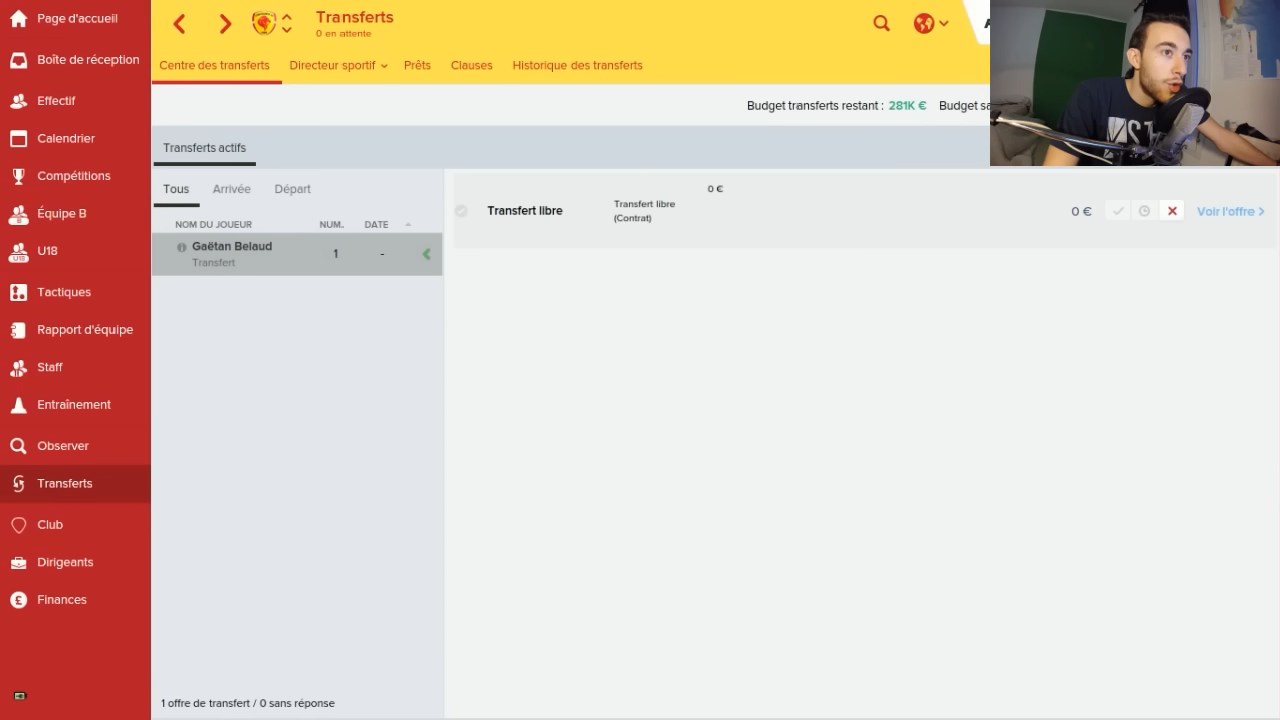 Page d'accueil
Boîte de réception
Effectif
Calendrier
Compétitions
Équipe B
U18
Tactiques
Rapport d'équipe
Staff
Entraînement
Observer
Transferts
Club
Dirigeants
Finances
Transferts
0 en attente
Centre des transferts
Directeur sportif
Prêts
Clauses
Historique des transferts
Budget transferts restant : 281K € Budget
Transferts actifs
Tous Arrivée Départ
NOM DU JOUEUR NUM. DATE
Gaëtan Belaud 1 -
Transfert
0 €
Transfert libre
Transfert libre
(Contrat)
0 €
Voir l'offre >
1 offre de transfert / 0 sans réponse